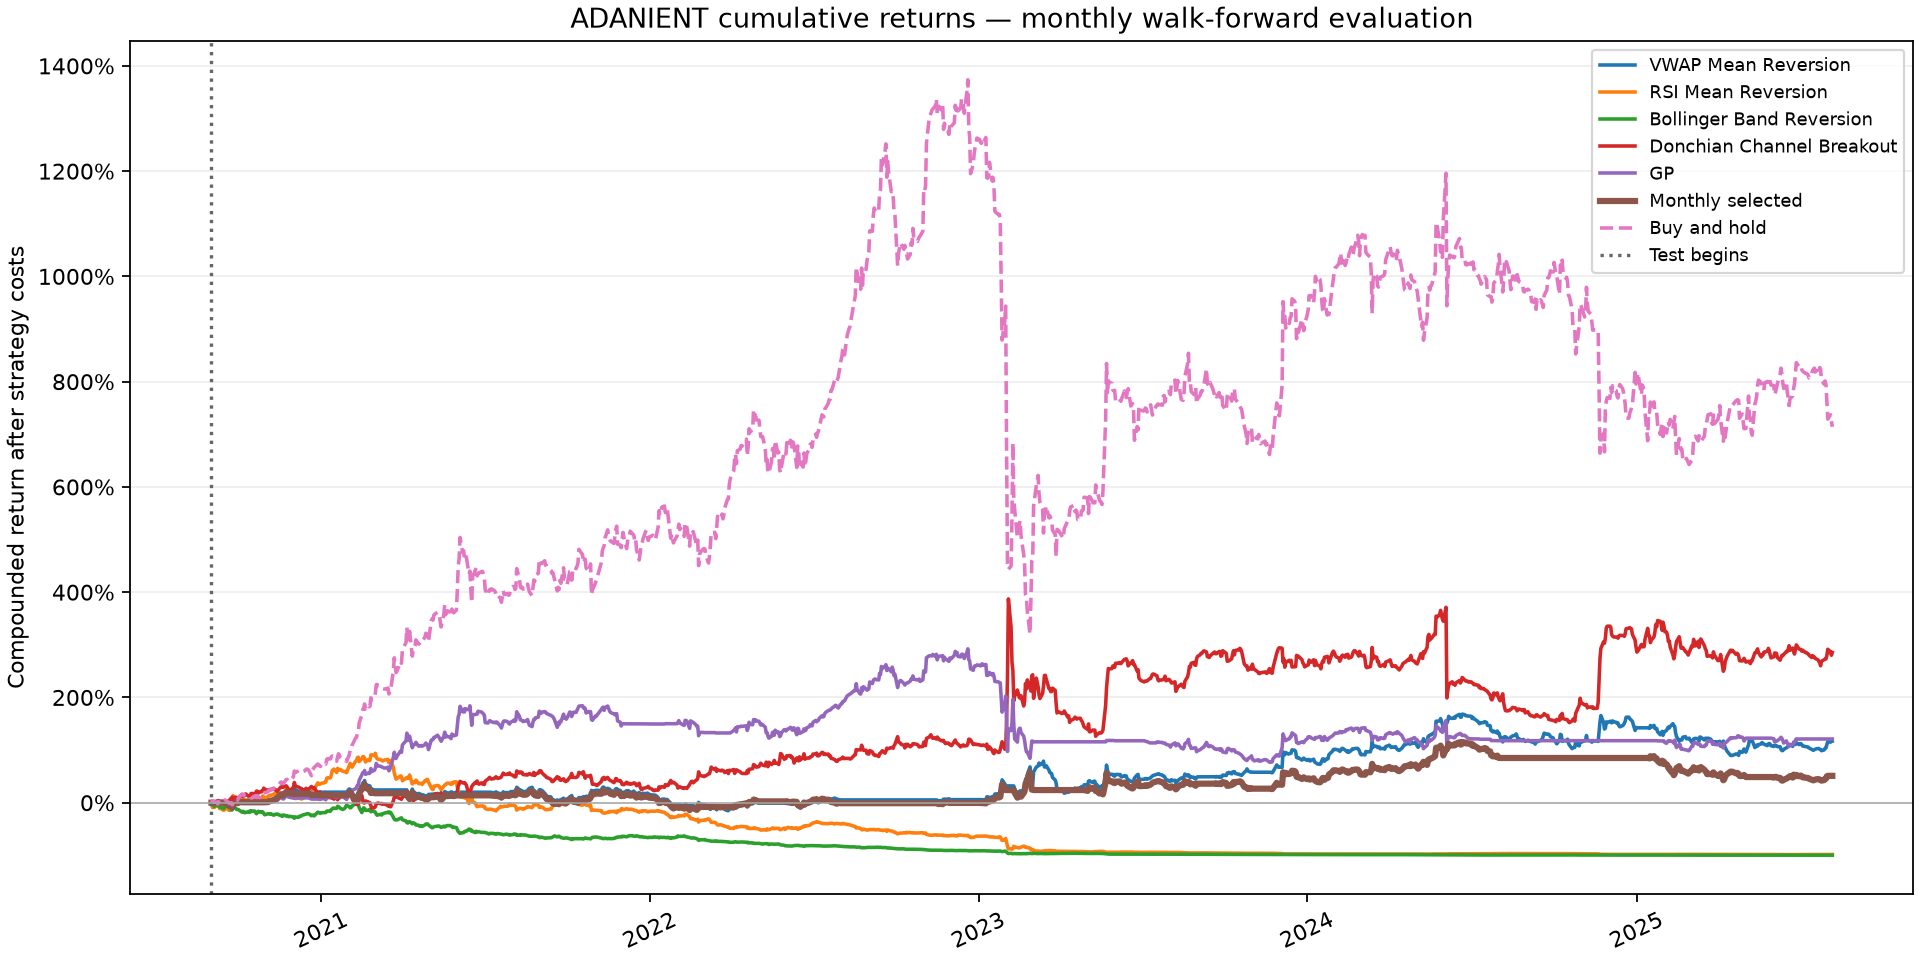 ADANIENT cumulative returns — monthly walk-forward evaluation
Compounded return after strategy costs
1400%
1200%
1000%
800%
600%
400%
200%
0%
2021
2022
2023
2024
2025
VWAP Mean Reversion
RSI Mean Reversion
Bollinger Band Reversion
Donchian Channel Breakout
GP
Monthly selected
Buy and hold
Test begins